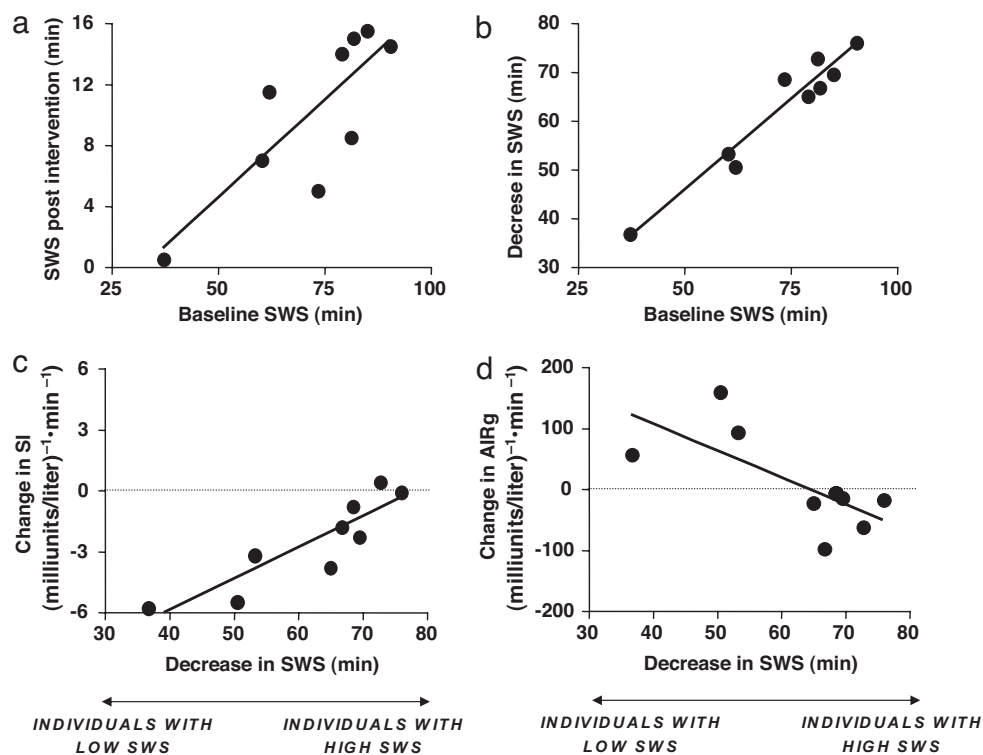 a
16
12
8
4
0
SWS post intervention (min)
25 50 75 100
Baseline SWS (min)
b
80
70
60
50
40
30
Decrese in SWS (min)
25 50 75 100
Baseline SWS (min)
c
6
3
0
-3
-6
Change in SI
(milliunits/liter)⁻¹•min ⁻¹
30 40 50 60 70 80
Decrease in SWS (min)
INDIVIDUALS WITH
LOW SWS
INDIVIDUALS WITH
HIGH SWS
d
200
100
0
-100
-200
Change in AIRg
(milliunits/liter)⁻¹•min ⁻¹
30 40 50 60 70 80
Decrease in SWS (min)
INDIVIDUALS WITH
LOW SWS
INDIVIDUALS WITH
HIGH SWS